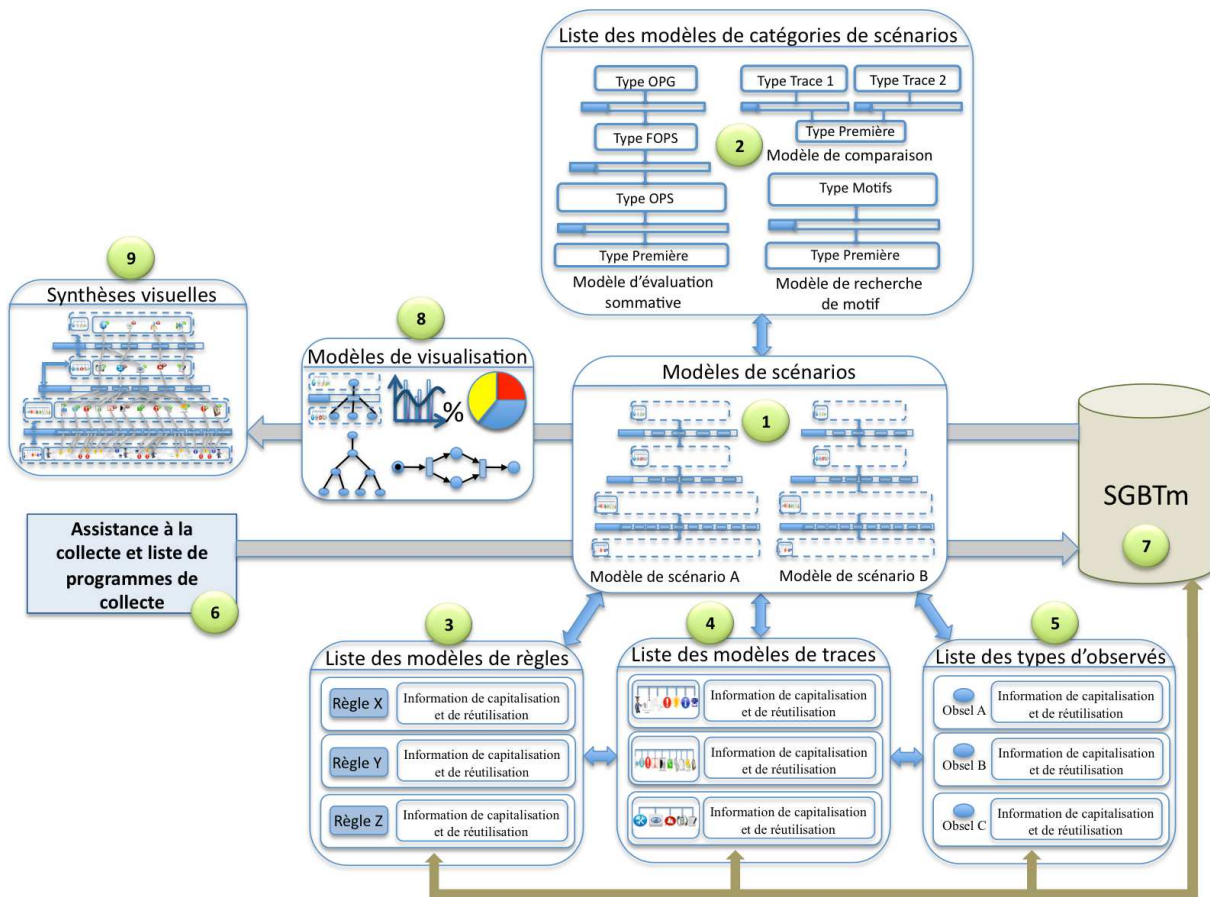 Liste des modèles de catégories de scénarios
Type OPG
Type FOPS
Type OPS
Type Première
Modèle d'évaluation
sommative
Type Trace 1
Type Trace 2
Type Première
Modèle de comparaison
2
Type Motifs
Type Première
Modèle de recherche
de motif
9
Synthèses visuelles
8
Modèles de visualisation
%
Modèles de scénarios
1
Modèle de scénario A
Modèle de scénario B
SGBTm
7
Assistance à la
collecte et liste de
programmes de
collecte
6
3
Liste des modèles de règles
Règle X
Information de capitalisation
et de réutilisation
Règle Y
Information de capitalisation
et de réutilisation
Règle Z
Information de capitalisation
et de réutilisation
4
Liste des modèles de traces
Information de capitalisation
et de réutilisation
Information de capitalisation
et de réutilisation
Information de capitalisation
et de réutilisation
5
Liste des types d'observés
Obsel A
Information de capitalisation
et de réutilisation
Obsel B
Information de capitalisation
et de réutilisation
Obsel C
Information de capitalisation
et de réutilisation